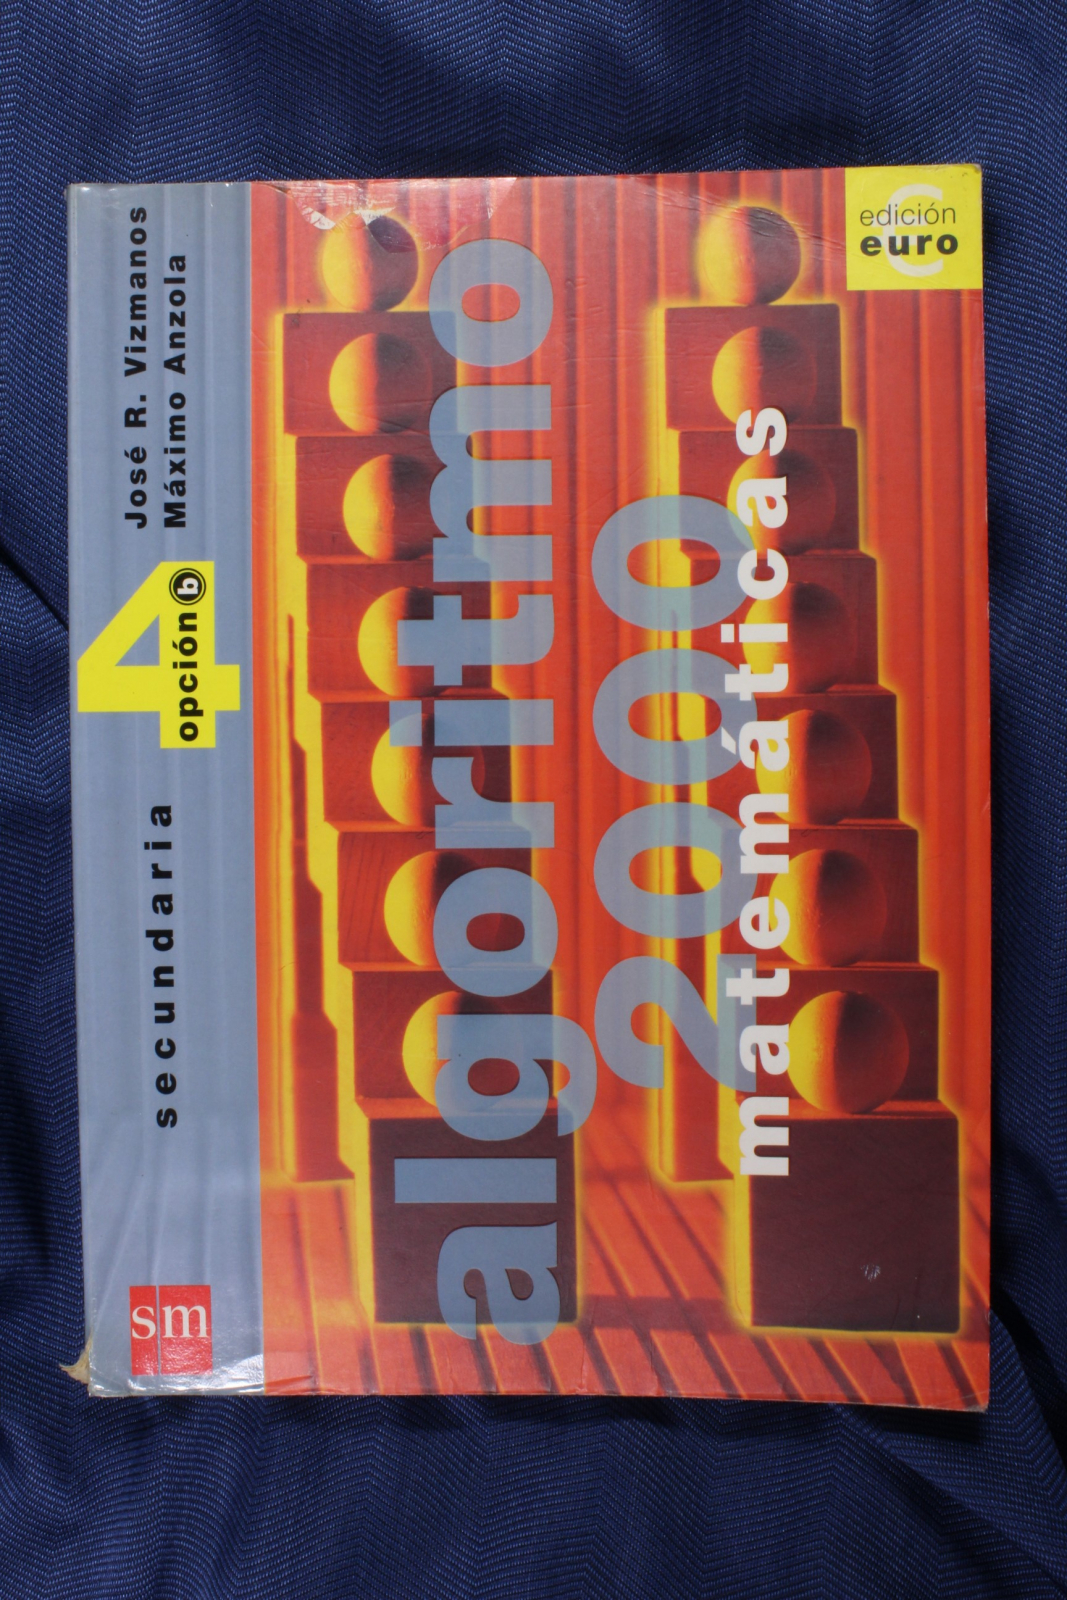 José R. Vizmanos
Máximo Anzola
4
opción b
secundaria
€
edición
euro
algoritmo
2000
matemáticas
sm